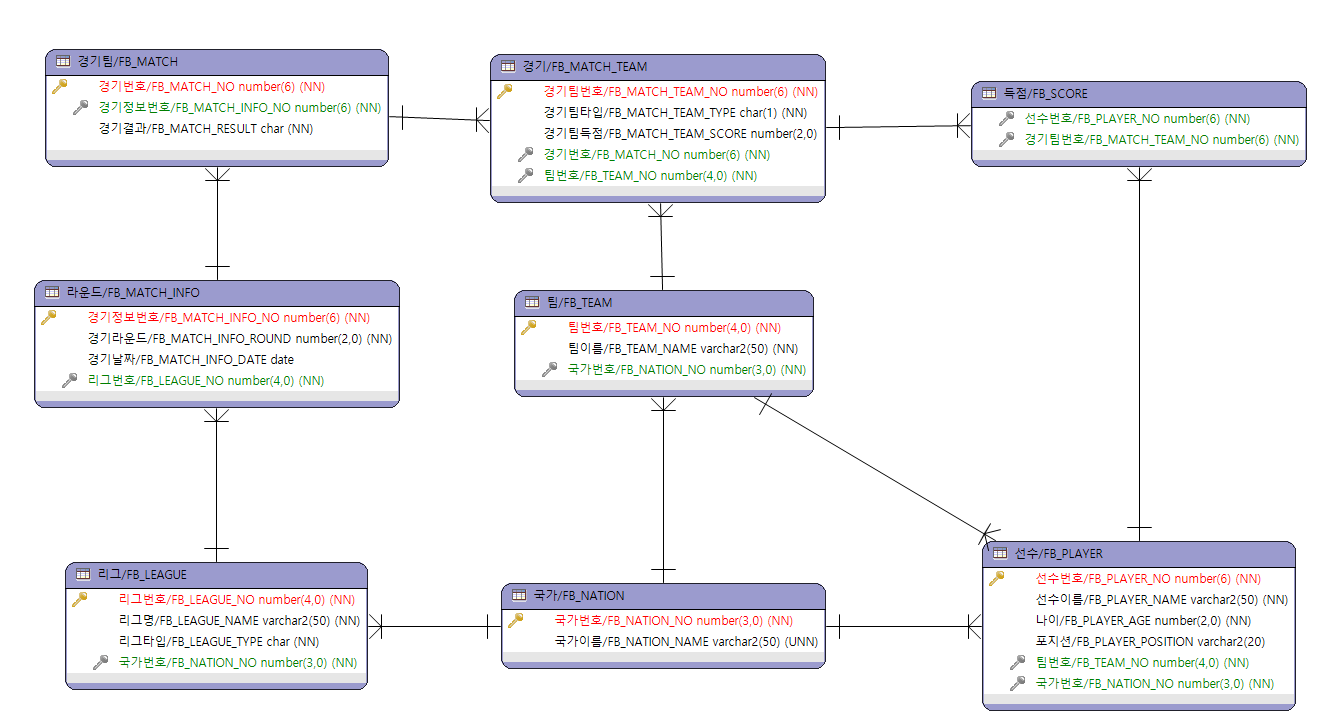 경기팀/FB_MATCH
경기번호/FB_MATCH_NO number(6) (NN)
경기정보번호/FB_MATCH_INFO_NO number(6) (NN)
경기결과/FB_MATCH_RESULT char (NN)
경기/FB_MATCH_TEAM
경기팀번호/FB_MATCH_TEAM_NO number(6) (NN)
경기팀타입/FB_MATCH_TEAM_TYPE char(1) (NN)
경기팀득점/FB_MATCH_TEAM_SCORE number(2,0)
경기번호/FB_MATCH_NO number(6) (NN)
팀번호/FB_TEAM_NO number(4,0) (NN)
득점/FB_SCORE
선수번호/FB_PLAYER_NO number(6) (NN)
경기팀번호/FB_MATCH_TEAM_NO number(6) (NN)
라운드/FB_MATCH_INFO
경기정보번호/FB_MATCH_INFO_NO number(6) (NN)
경기라운드/FB_MATCH_INFO_ROUND number(2,0) (NN)
경기날짜/FB_MATCH_INFO_DATE date
리그번호/FB_LEAGUE_NO number(4,0) (NN)
팀/FB_TEAM
팀번호/FB_TEAM_NO number(4,0) (NN)
팀이름/FB_TEAM_NAME varchar2(50) (NN)
국가번호/FB_NATION_NO number(3,0) (NN)
리그/FB_LEAGUE
리그번호/FB_LEAGUE_NO number(4,0) (NN)
리그명/FB_LEAGUE_NAME varchar2(50) (NN)
리그타입/FB_LEAGUE_TYPE char (NN)
국가번호/FB_NATION_NO number(3,0) (NN)
국가/FB_NATION
국가번호/FB_NATION_NO number(3,0) (NN)
국가이름/FB_NATION_NAME varchar2(50) (UNN)
선수/FB_PLAYER
선수번호/FB_PLAYER_NO number(6) (NN)
선수이름/FB_PLAYER_NAME varchar2(50) (NN)
나이/FB_PLAYER_AGE number(2,0) (NN)
포지션/FB_PLAYER_POSITION varchar2(20)
팀번호/FB_TEAM_NO number(4,0) (NN)
국가번호/FB_NATION_NO number(3,0) (NN)